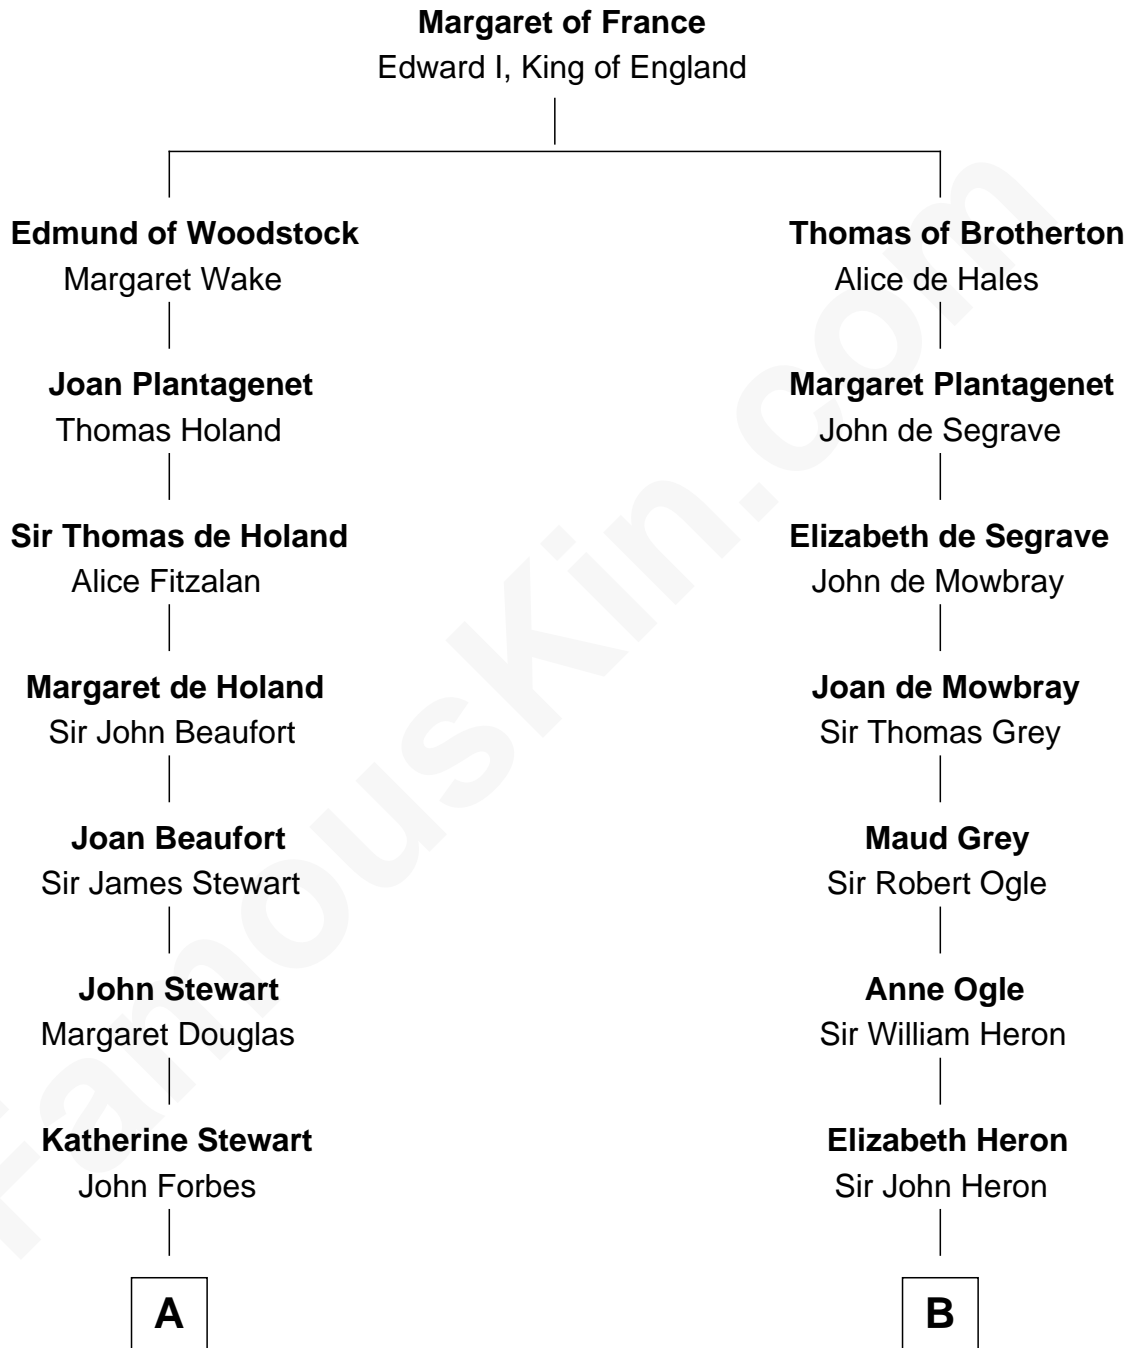 Margaret of France
Edward I, King of England
Edmund of Woodstock
Margaret Wake
Joan Plantagenet
Thomas Holand
Sir Thomas de Holand
Alice Fitzalan
Margaret de Holand
Sir John Beaufort
Joan Beaufort
Sir James Stewart
John Stewart
Margaret Douglas
Katherine Stewart
John Forbes
A
Thomas of Brotherton
Alice de Hales
Margaret Plantagenet
John de Segrave
Elizabeth de Segrave
John de Mowbray
Joan de Mowbray
Sir Thomas Grey
Maud Grey
Sir Robert Ogle
Anne Ogle
Sir William Heron
Elizabeth Heron
Sir John Heron
B
FamousKin.com